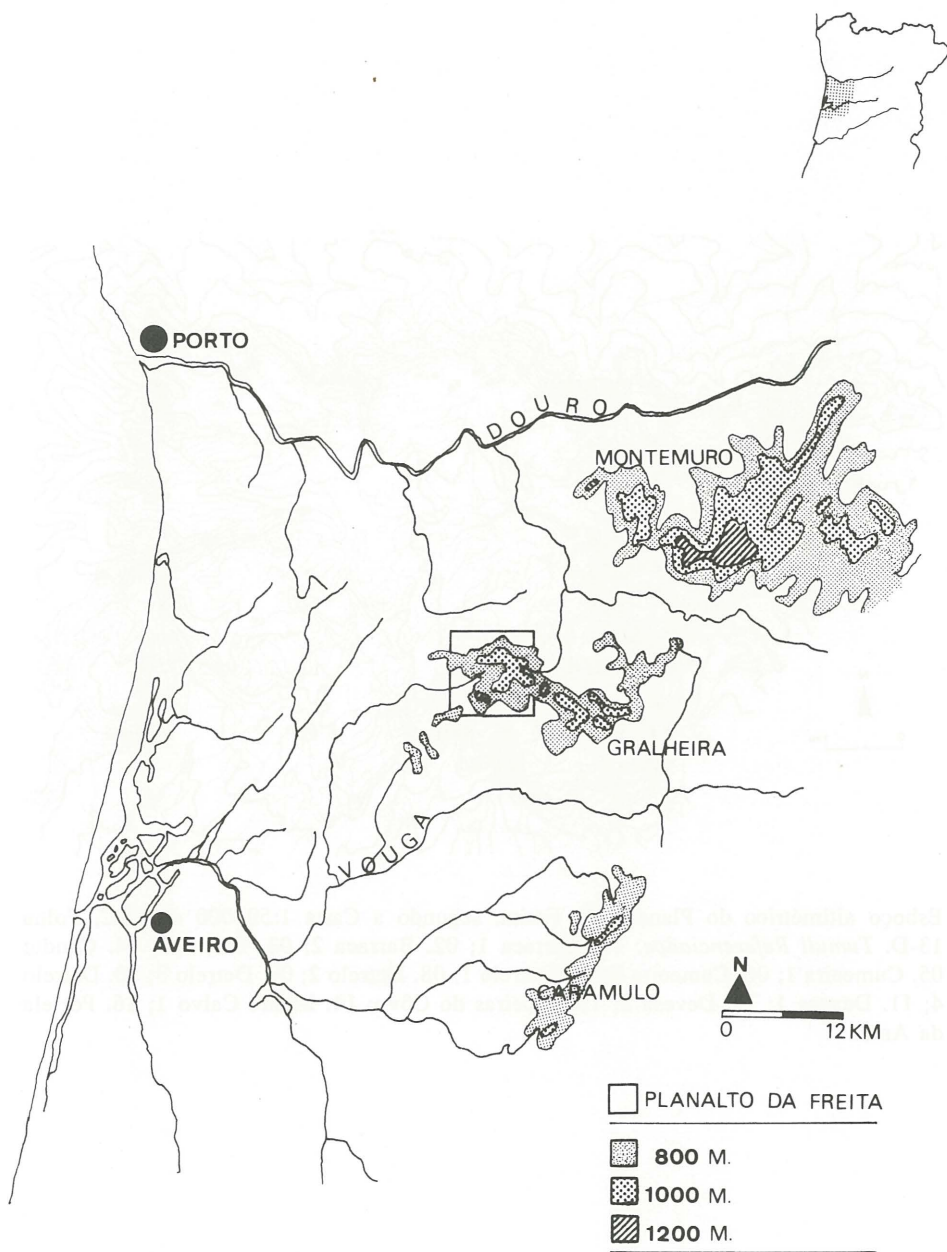 PORTO
DOURO
MONTEMURO
GRALHEIRA
VOUGA
AVEIRO
CARAMULO
N
0 12 KM
PLANALTO DA FREITA
800 M.
1000 M.
1200 M.